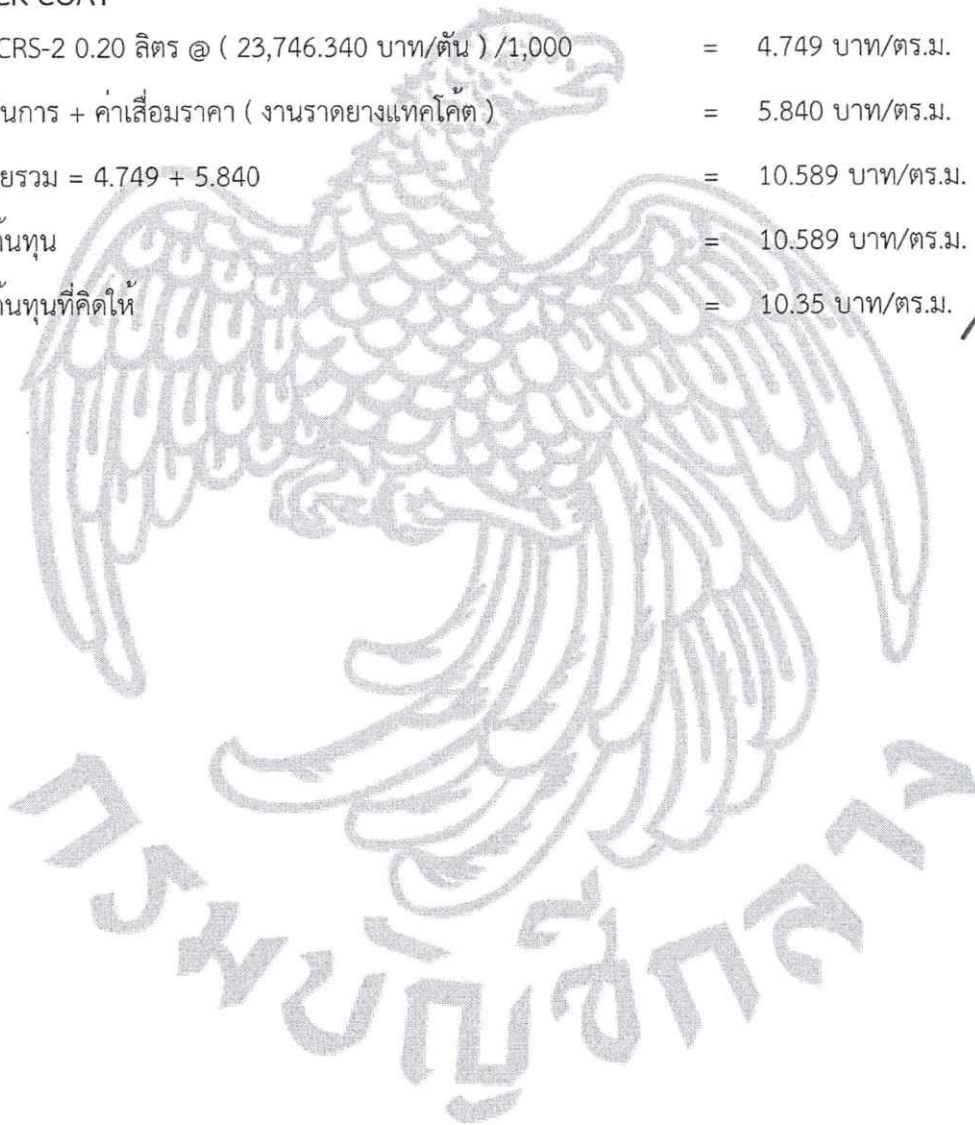 CK COAT
CRS-2 0.20 ลิตร @ ( 23,746.340 บาท/ตัน ) /1,000 = 4.749 บาท/ตร.ม.
นการ + ค่าเสื่อมราคา ( งานราดยางแทคโค้ต ) = 5.840 บาท/ตร.ม.
ยรวม = 4.749 + 5.840 = 10.589 บาท/ตร.ม.
ต้นทุน = 10.589 บาท/ตร.ม.
ต้นทุนที่คิดให้ = 10.35 บาท/ตร.ม.
กรมบัญชีกลาง